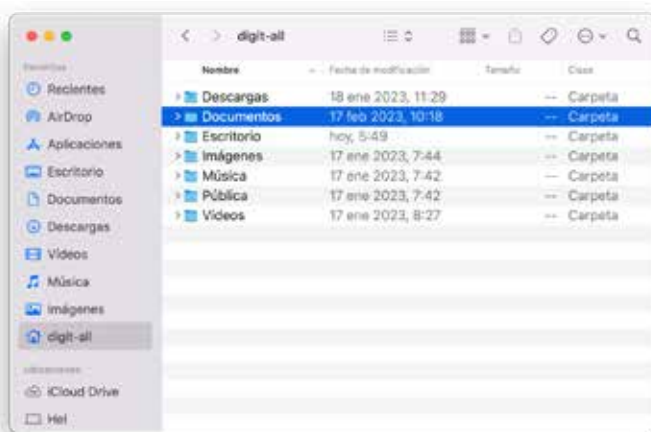 digit-all
Favoritos
Recientes
AirDrop
Aplicaciones
Escritorio
Documentos
Descargas
Vídeos
Música
Imágenes
digit-all
Ubicaciones
iCloud Drive
Hel
Nombre Fecha de modificación Tamaño Clase
Descargas 18 ene 2023, 11:29 -- Carpeta
Documentos 17 feb 2023, 10:18 -- Carpeta
Escritorio hoy, 5:49 -- Carpeta
Imágenes 17 ene 2023, 7:44 -- Carpeta
Música 17 ene 2023, 7:42 -- Carpeta
Pública 17 ene 2023, 7:42 -- Carpeta
Vídeos 17 ene 2023, 8:27 -- Carpeta